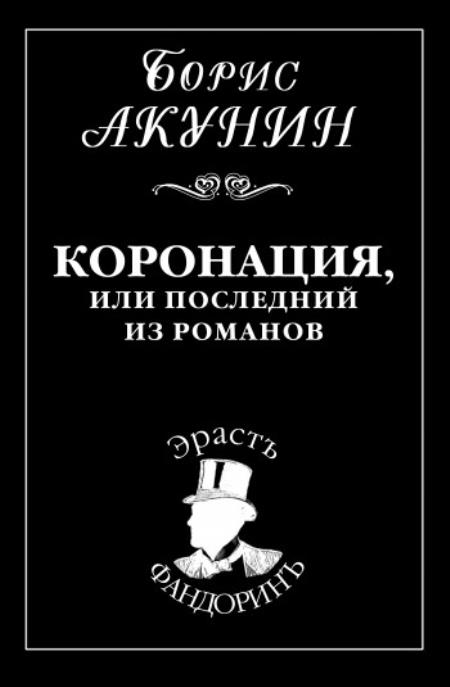 Борис
АКУНИН
КОРОНАЦИЯ,
ИЛИ ПОСЛЕДНИЙ
ИЗ РОМАНОВ
Эрастъ
Фандоринъ